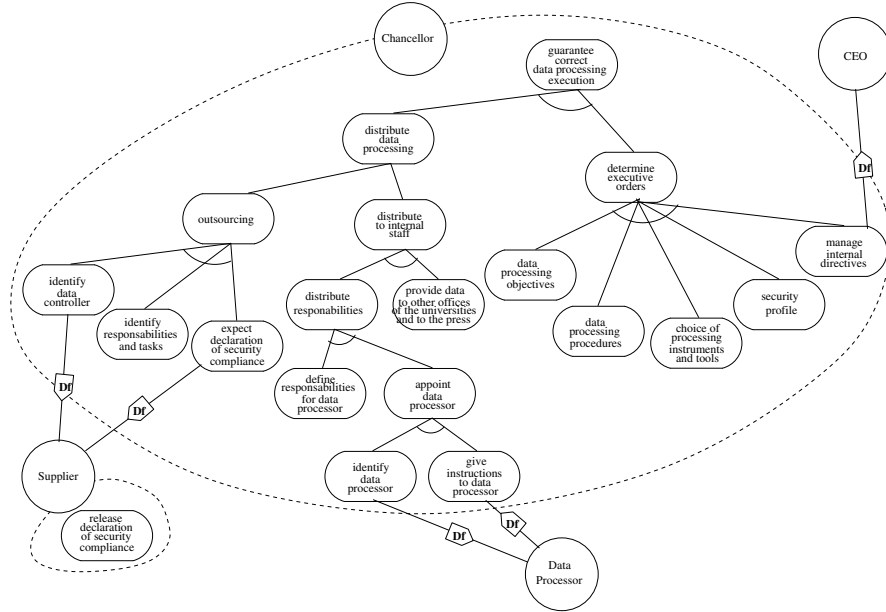 Chancellor
guarantee
correct
data processing
execution
CEO
distribute
data
processing
Df
determine
executive
orders
outsourcing
distribute
to internal
staff
manage
internal
directives
identify
data
controller
data
processing
objectives
distribute
responabilities
provide data
to other offices
of the universities
and to the press
security
profile
identify
responsabilities
and tasks
expect
declaration
of security
compliance
data
processing
procedures
choice of
processing
instruments
and tools
Df
define
responsabilities
for data processor
appoint
data
processor
Df
Supplier
identify
data
processor
give
instructions
to data
processor
release
declaration
of security
compliance
Df
Df
Data
Processor